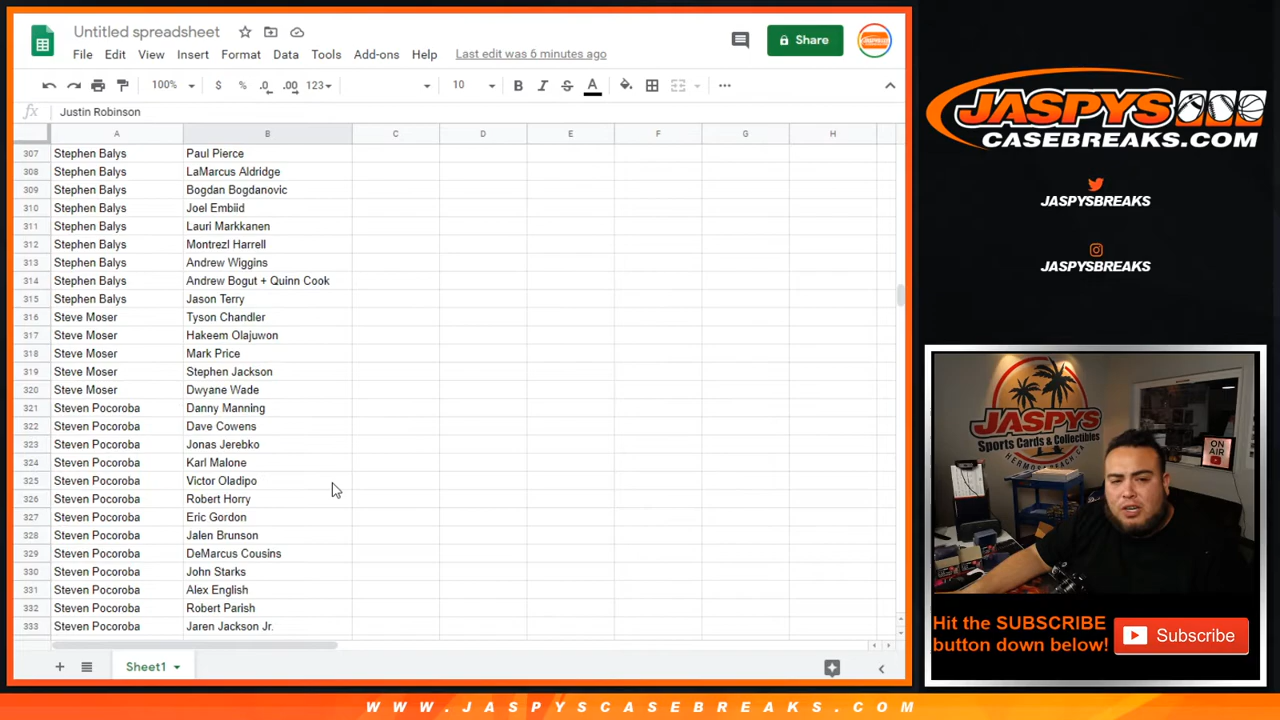 Untitled spreadsheet
File Edit View Insert Format Data Tools Add-ons Help Last edit was 6 minutes ago
Share
100% $ % .0 .00 123 10 B I S A
fx Justin Robinson
A B C D E F G H
307 Stephen Balys Paul Pierce
308 Stephen Balys LaMarcus Aldridge
309 Stephen Balys Bogdan Bogdanovic
310 Stephen Balys Joel Embiid
311 Stephen Balys Lauri Markkanen
312 Stephen Balys Montrezl Harrell
313 Stephen Balys Andrew Wiggins
314 Stephen Balys Andrew Bogut + Quinn Cook
315 Stephen Balys Jason Terry
316 Steve Moser Tyson Chandler
317 Steve Moser Hakeem Olajuwon
318 Steve Moser Mark Price
319 Steve Moser Stephen Jackson
320 Steve Moser Dwyane Wade
321 Steven Pocoroba Danny Manning
322 Steven Pocoroba Dave Cowens
323 Steven Pocoroba Jonas Jerebko
324 Steven Pocoroba Karl Malone
325 Steven Pocoroba Victor Oladipo
326 Steven Pocoroba Robert Horry
327 Steven Pocoroba Eric Gordon
328 Steven Pocoroba Jalen Brunson
329 Steven Pocoroba DeMarcus Cousins
330 Steven Pocoroba John Starks
331 Steven Pocoroba Alex English
332 Steven Pocoroba Robert Parish
333 Steven Pocoroba Jaren Jackson Jr.
Sheet1
JASPYS
CASEBREAKS.COM
JASPYSBREAKS
JASPYSBREAKS
JASPYS
Sports Cards & Collectibles
HERMOSA BEACH, CA
ON AIR
Hit the SUBSCRIBE
button down below!
Subscribe
WWW.JASPYSCASEBREAKS.COM